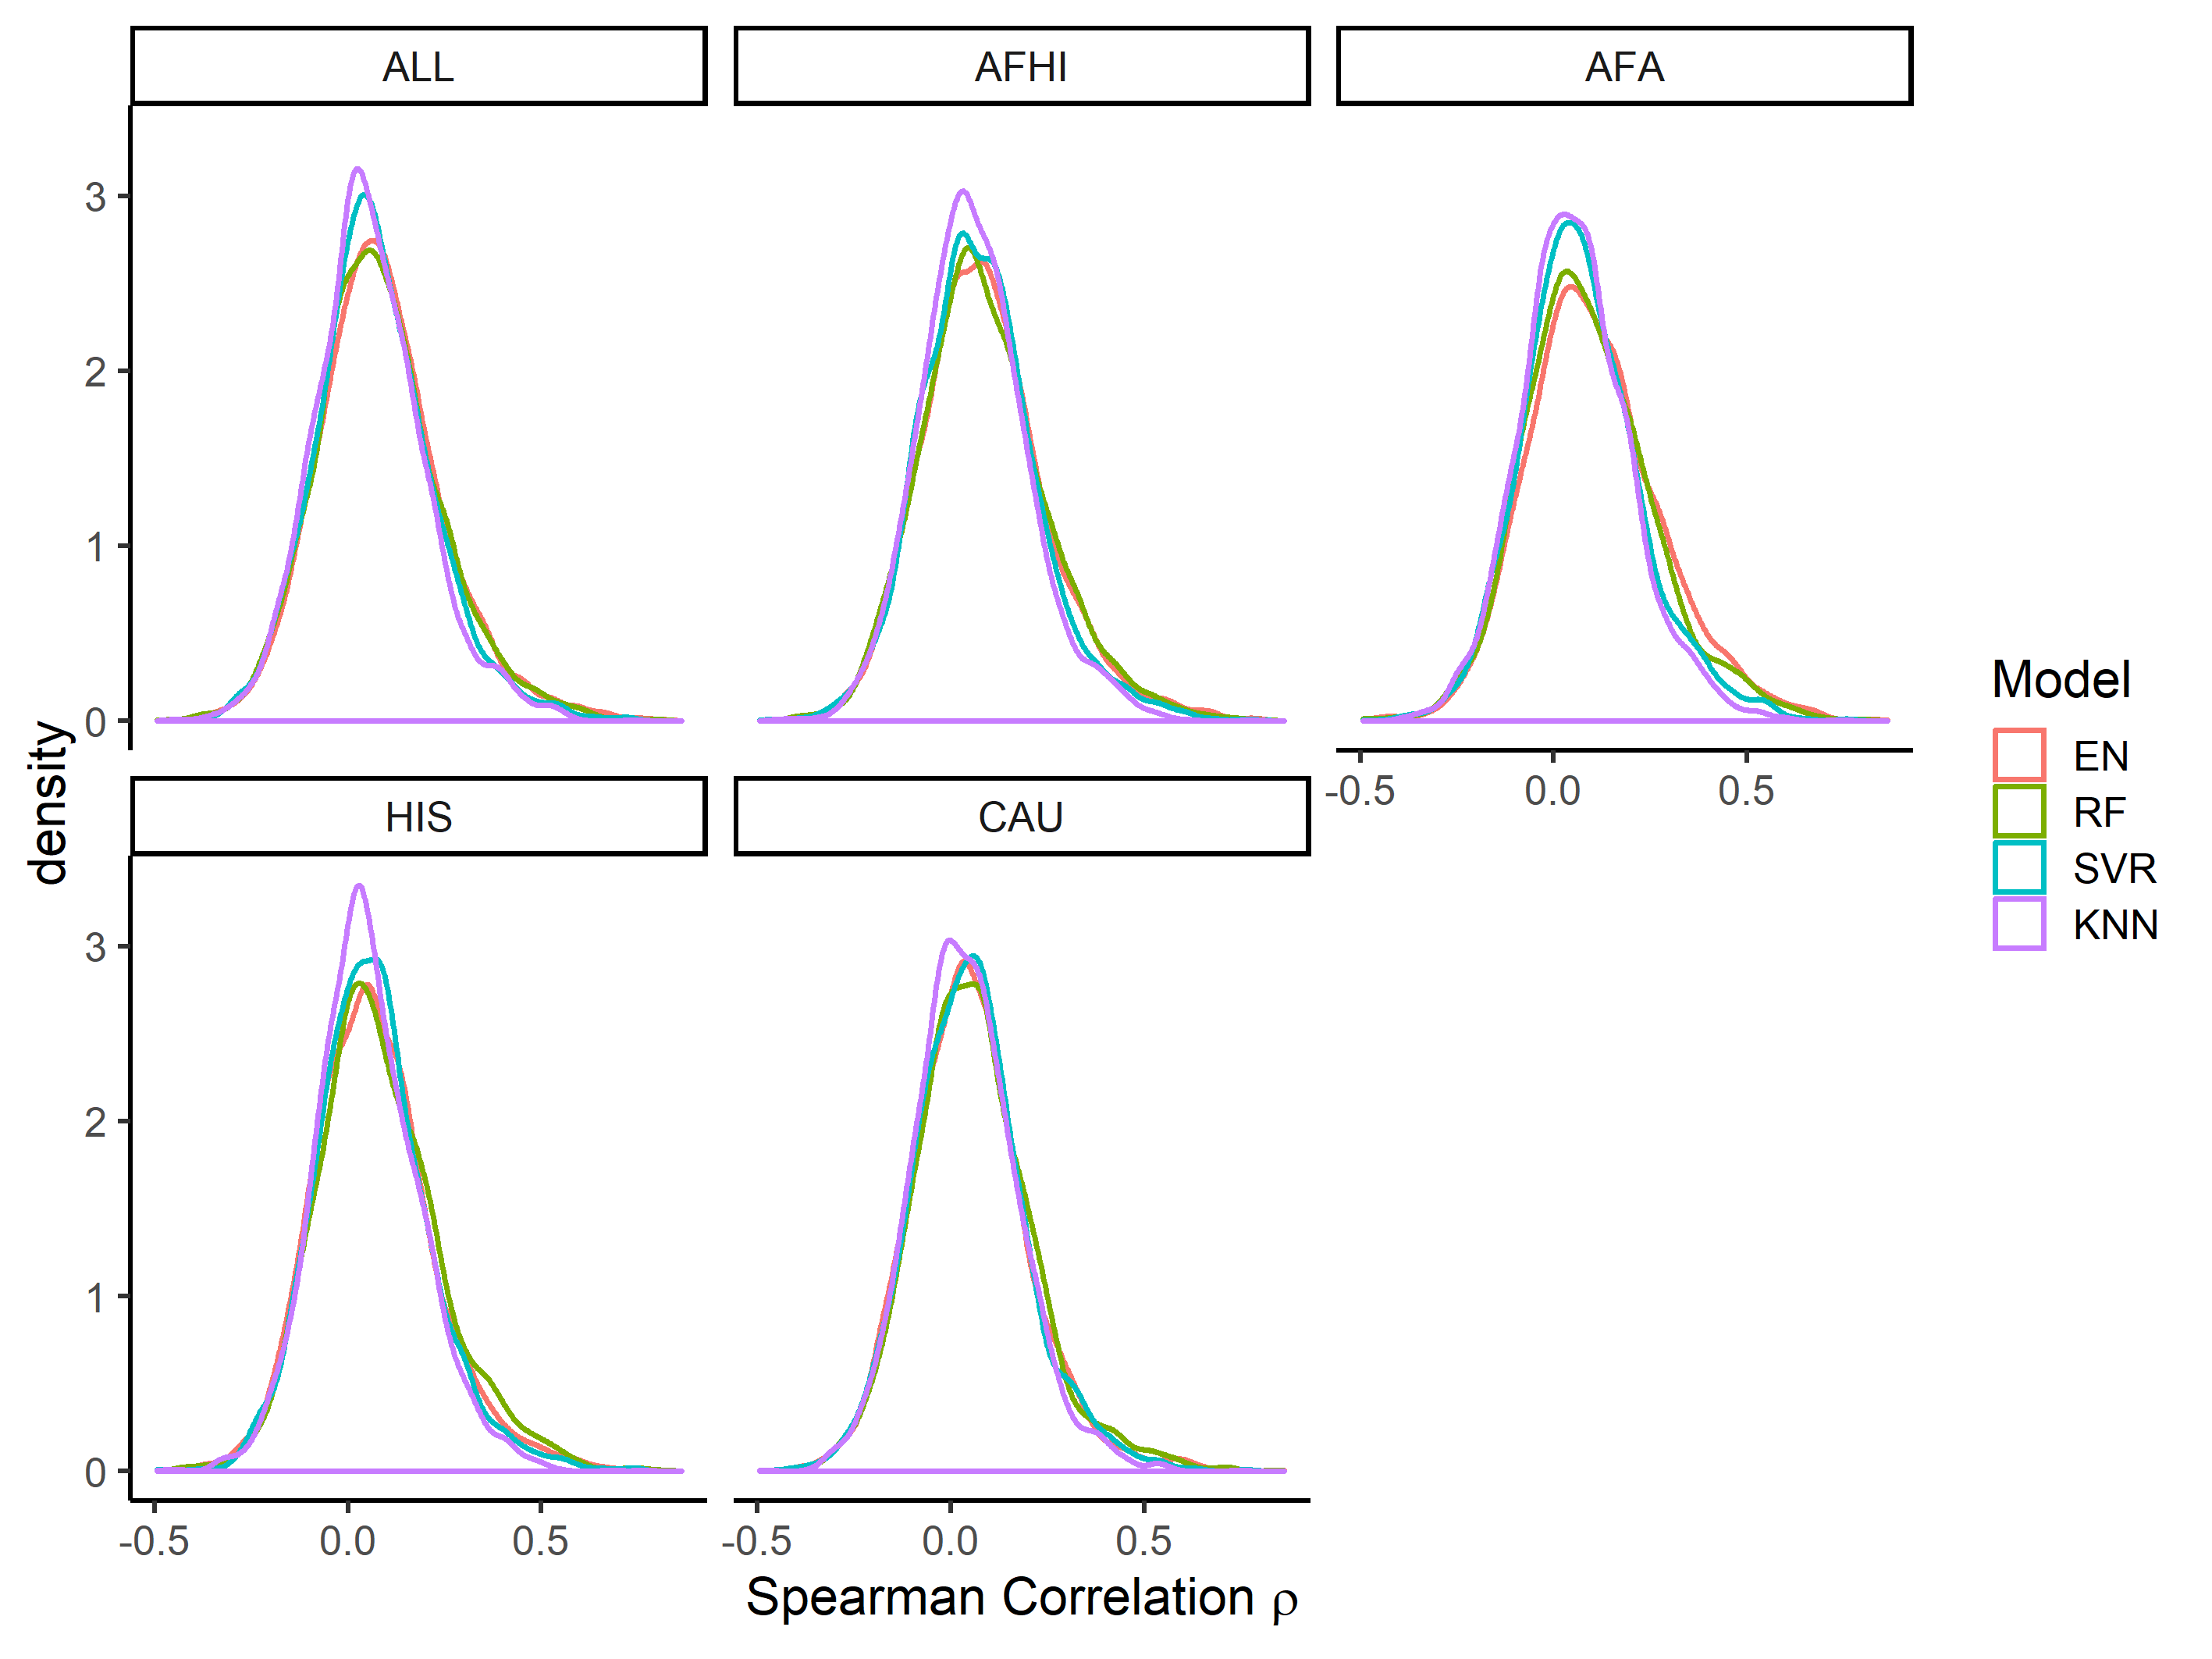 ALL
AFHI
AFA
3
2
1
0
-0.5 0.0 0.5
HIS
CAU
3
2
1
0
-0.5 0.0 0.5
-0.5 0.0 0.5
density
Spearman Correlation ρ
Model
EN
RF
SVR
KNN